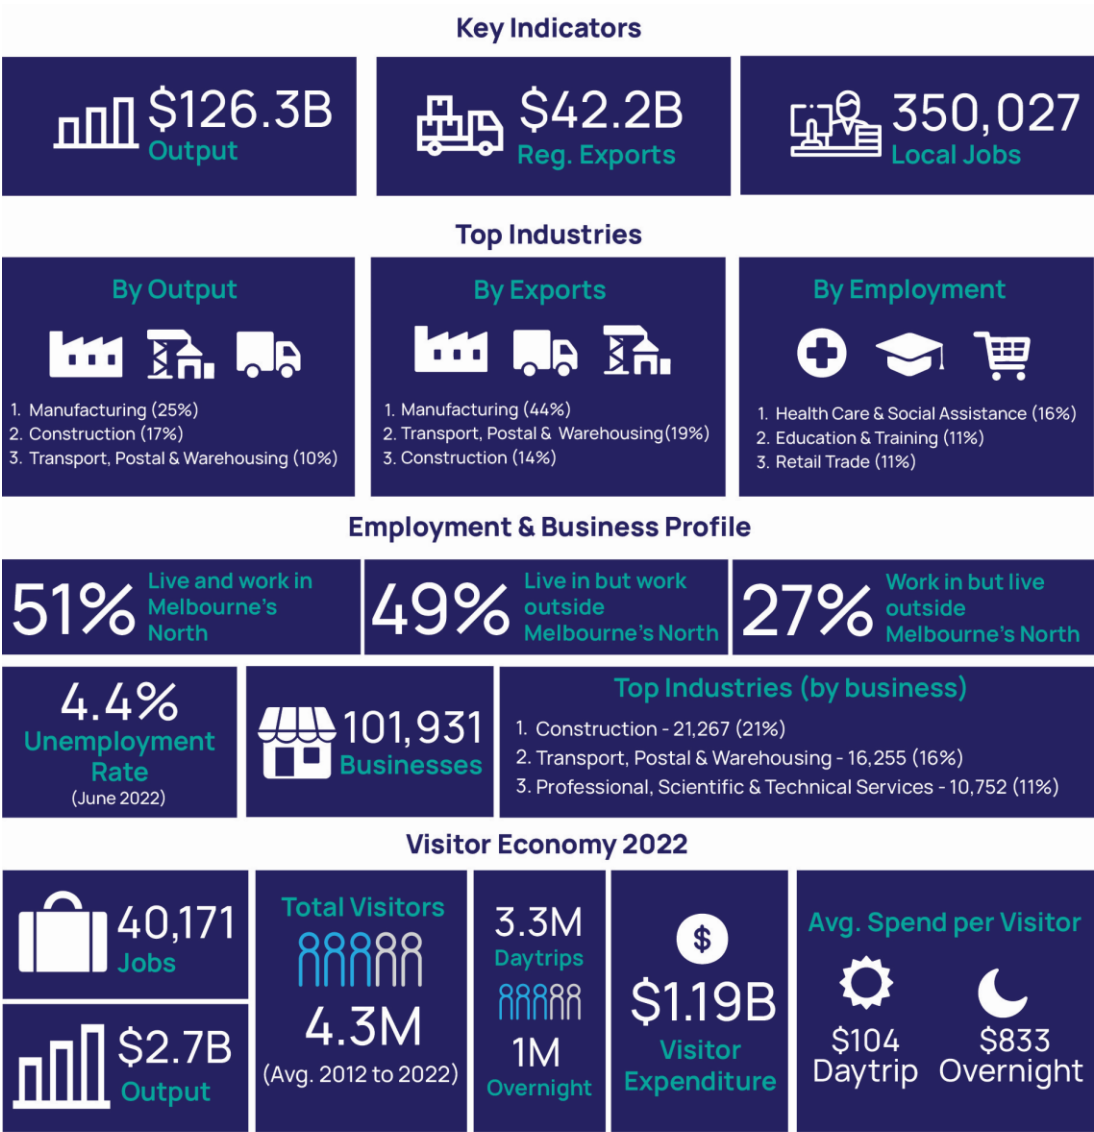 Key Indicators
$126.3B
Output
$42.2B
Reg. Exports
350,027
Local Jobs
Top Industries
By Output
1. Manufacturing (25%)
2. Construction (17%)
3. Transport, Postal & Warehousing (10%)
By Exports
1. Manufacturing (44%)
2. Transport, Postal & Warehousing(19%)
3. Construction (14%)
By Employment
1. Health Care & Social Assistance (16%)
2. Education & Training (11%)
3. Retail Trade (11%)
Employment & Business Profile
51%
Live and work in
Melbourne's
North
49%
Live in but work
outside
Melbourne's North
27%
Work in but live
outside
Melbourne's North
4.4%
Unemployment
Rate
(June 2022)
101,931
Businesses
Top Industries (by business)
1. Construction - 21,267 (21%)
2. Transport, Postal & Warehousing - 16,255 (16%)
3. Professional, Scientific & Technical Services - 10,752 (11%)
Visitor Economy 2022
40,171
Jobs
$2.7B
Output
Total Visitors
4.3M
(Avg. 2012 to 2022)
3.3M
Daytrips
1M
Overnight
$
$1.19B
Visitor
Expenditure
Avg. Spend per Visitor
$104
Daytrip
$833
Overnight